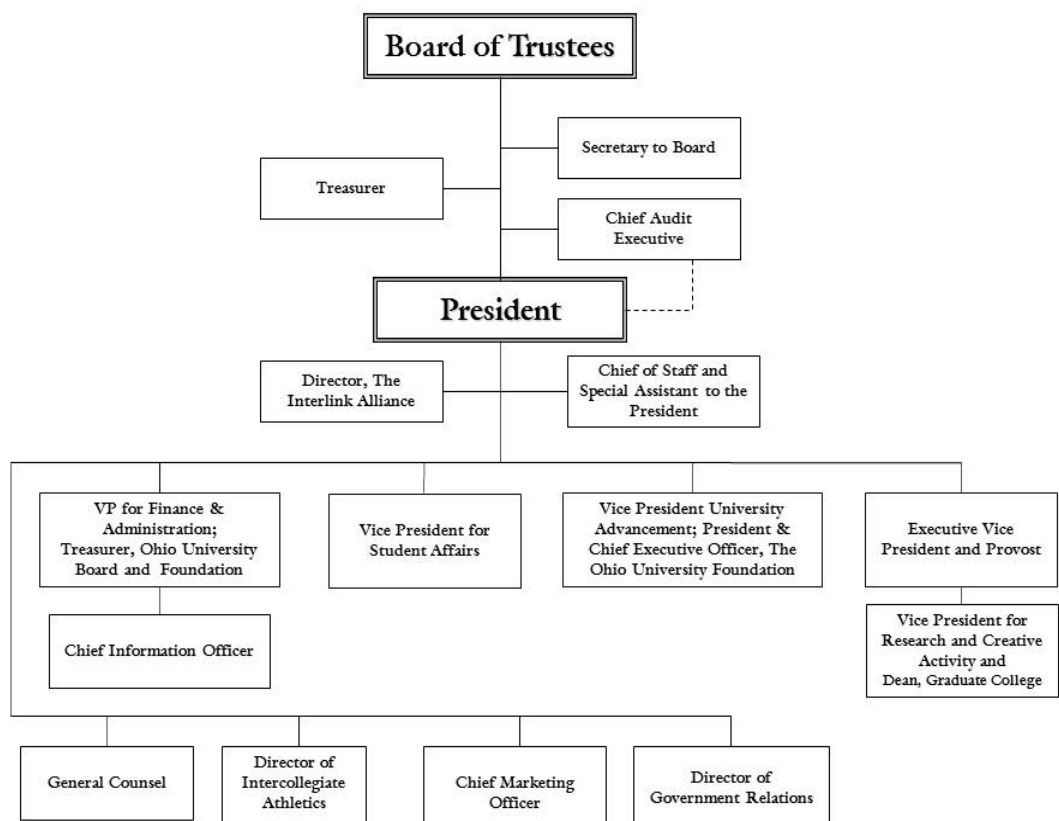 Board of Trustees
Secretary to Board
Treasurer
Chief Audit
Executive
President
Director, The
Interlink Alliance
Chief of Staff and
Special Assistant to the
President
VP for Finance &
Administration;
Treasurer, Ohio University
Board and Foundation
Vice President for
Student Affairs
Vice President University
Advancement; President &
Chief Executive Officer, The
Ohio University Foundation
Executive Vice
President and Provost
Chief Information Officer
Vice President for
Research and Creative
Activity and
Dean, Graduate College
General Counsel
Director of
Intercollegiate
Athletics
Chief Marketing
Officer
Director of
Government Relations